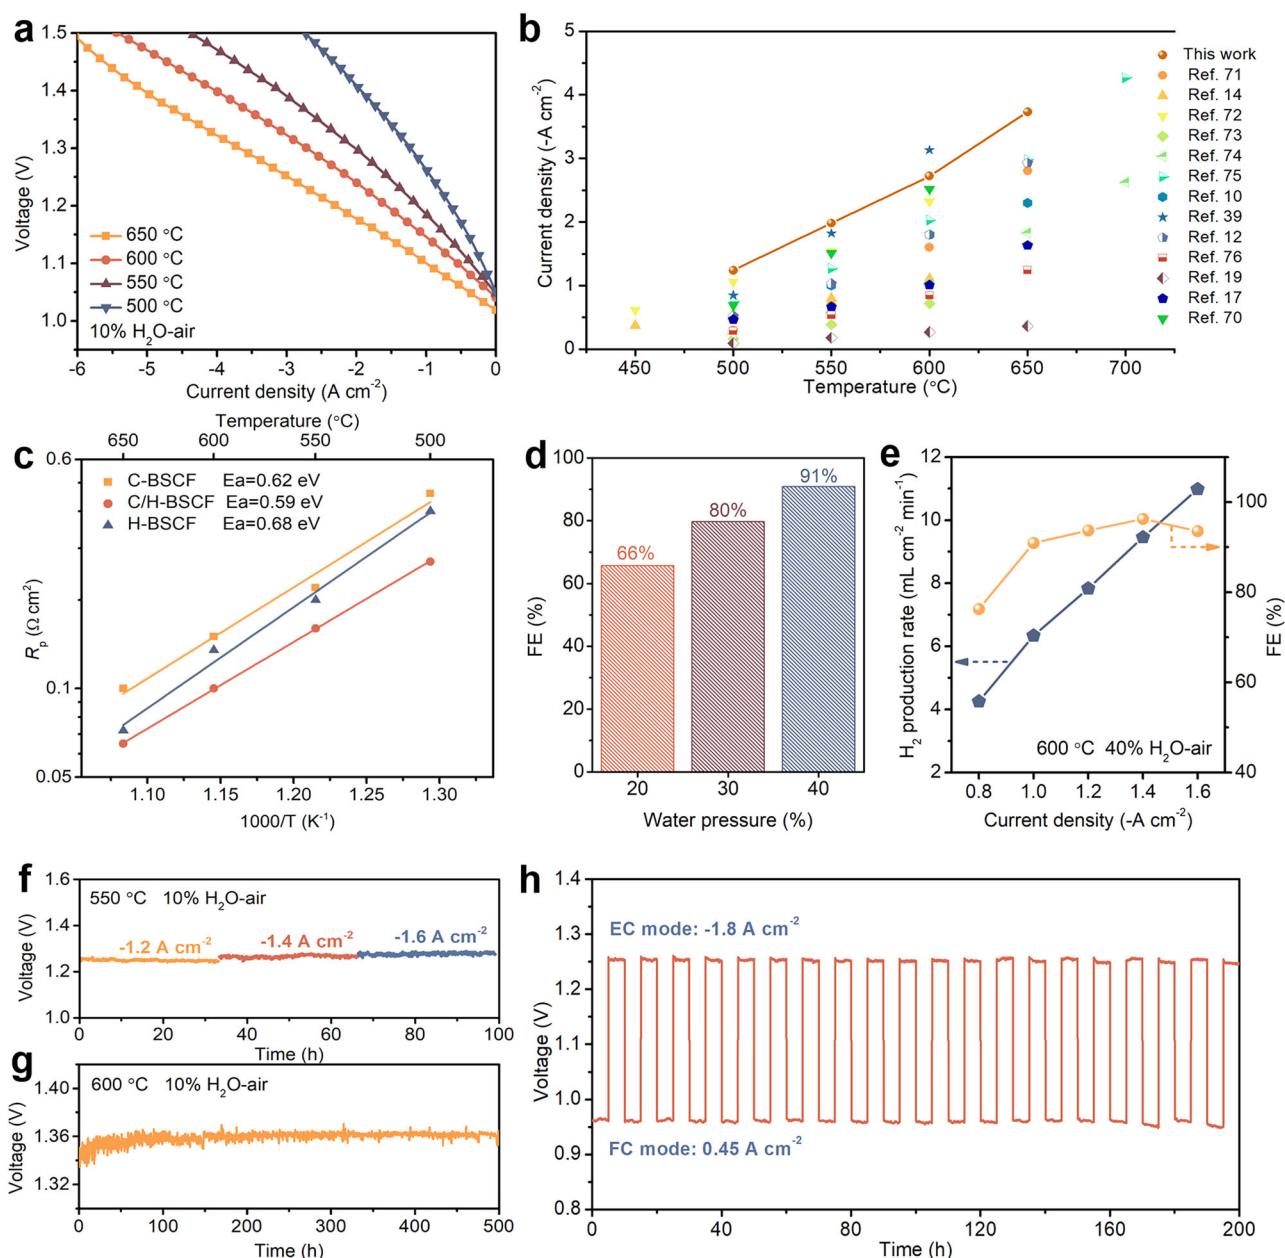 a
1.5
1.4
1.3
1.2
1.1
1.0
Voltage (V)
650 °C
600 °C
550 °C
500 °C
10% H₂O-air
-6 -5 -4 -3 -2 -1 0
Current density (A cm⁻²)
b
5
4
3
2
1
0
Current density (-A cm⁻²)
450 500 550 600 650 700
Temperature (°C)
This work
Ref. 71
Ref. 14
Ref. 72
Ref. 73
Ref. 74
Ref. 75
Ref. 10
Ref. 39
Ref. 12
Ref. 76
Ref. 19
Ref. 17
Ref. 70
c
Temperature (°C)
650 600 550 500
0.6
0.1
0.05
Rₚ (Ω cm²)
C-BSCF Ea=0.62 eV
C/H-BSCF Ea=0.59 eV
H-BSCF Ea=0.68 eV
1.10 1.15 1.20 1.25 1.30
1000/T (K⁻¹)
d
100
80
60
40
20
0
FE (%)
66%
80%
91%
20 30 40
Water pressure (%)
e
12
11
10
9
8
7
6
5
4
3
2
H₂ production rate (mL cm⁻² min⁻¹)
100
80
60
40
FE (%)
600 °C 40% H₂O-air
0.8 1.0 1.2 1.4 1.6
Current density (-A cm⁻²)
f
1.6
1.4
1.2
1.0
Voltage (V)
550 °C 10% H₂O-air
-1.2 A cm⁻²
-1.4 A cm⁻²
-1.6 A cm⁻²
0 20 40 60 80 100
Time (h)
g
1.40
1.36
1.32
Voltage (V)
600 °C 10% H₂O-air
0 100 200 300 400 500
Time (h)
h
1.4
1.3
1.2
1.1
1.0
0.9
0.8
Voltage (V)
EC mode: -1.8 A cm⁻²
FC mode: 0.45 A cm⁻²
0 20 40 60 80 100 120 140 160 180 200
Time (h)